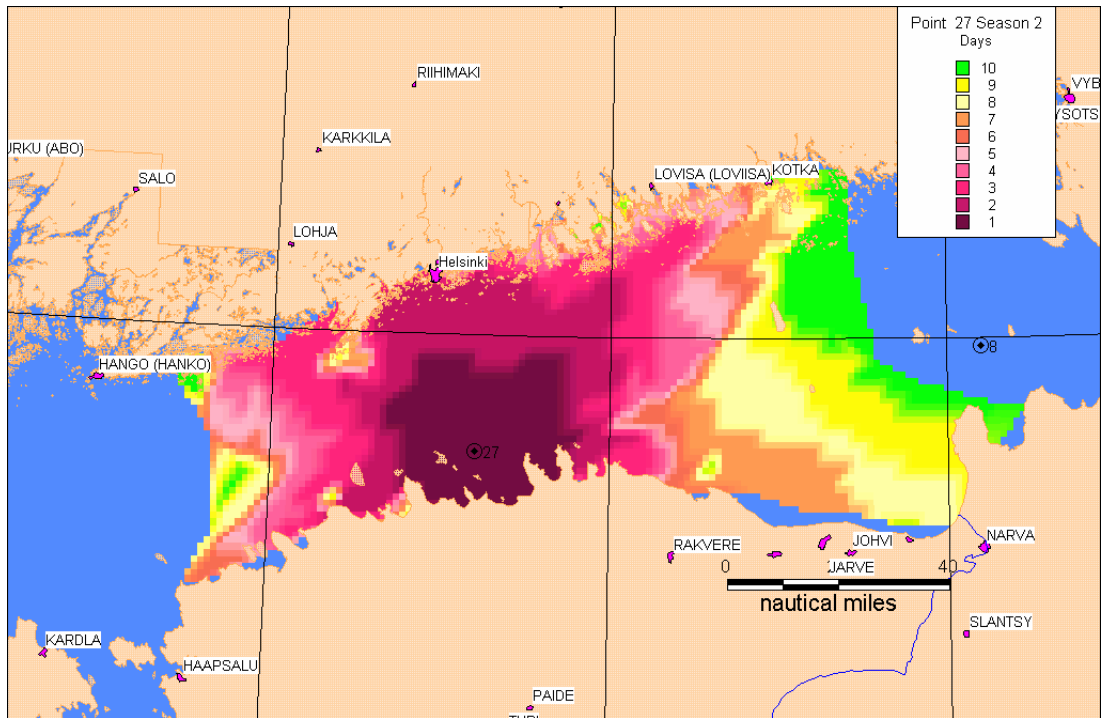 Point 27 Season 2
Days
10
9
8
7
6
5
4
3
2
1
RIIHIMAKI
VYB
YSOTS
KARKKILA
URKU (ABO)
SALO
LOVISA (LOVIISA)
KOTKA
LOHJA
Helsinki
8
HANGO (HANKO)
27
RAKVERE
JOHVI
NARVA
JARVE
0
40
nautical miles
SLANTSY
KARDLA
HAAPSALU
PAIDE